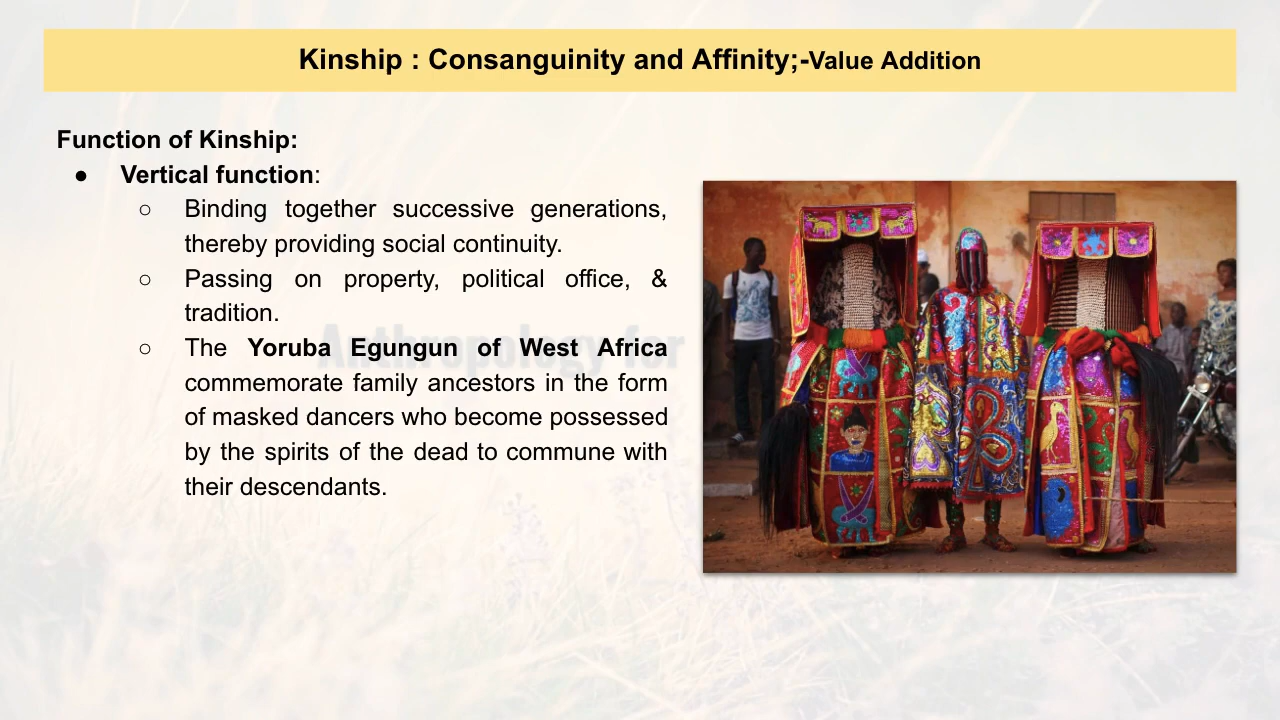 Kinship : Consanguinity and Affinity;-Value Addition
Function of Kinship:
● Vertical function:
○ Binding together successive generations,
thereby providing social continuity.
○ Passing on property, political office, &
tradition.
○ The Yoruba Egungun of West Africa
commemorate family ancestors in the form
of masked dancers who become possessed
by the spirits of the dead to commune with
their descendants.
Anthropology for